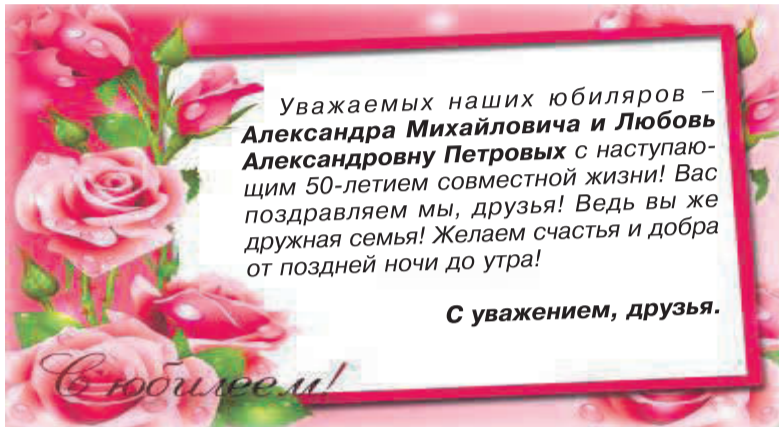 Уважаемых наших юбиляров –
Александра Михайловича и Любовь
Александровну Петровых с наступаю-
щим 50-летием совместной жизни! Вас
поздравляем мы, друзья! Ведь вы же
дружная семья! Желаем счастья и добра
от поздней ночи до утра!
С уважением, друзья.
С юбилеем!